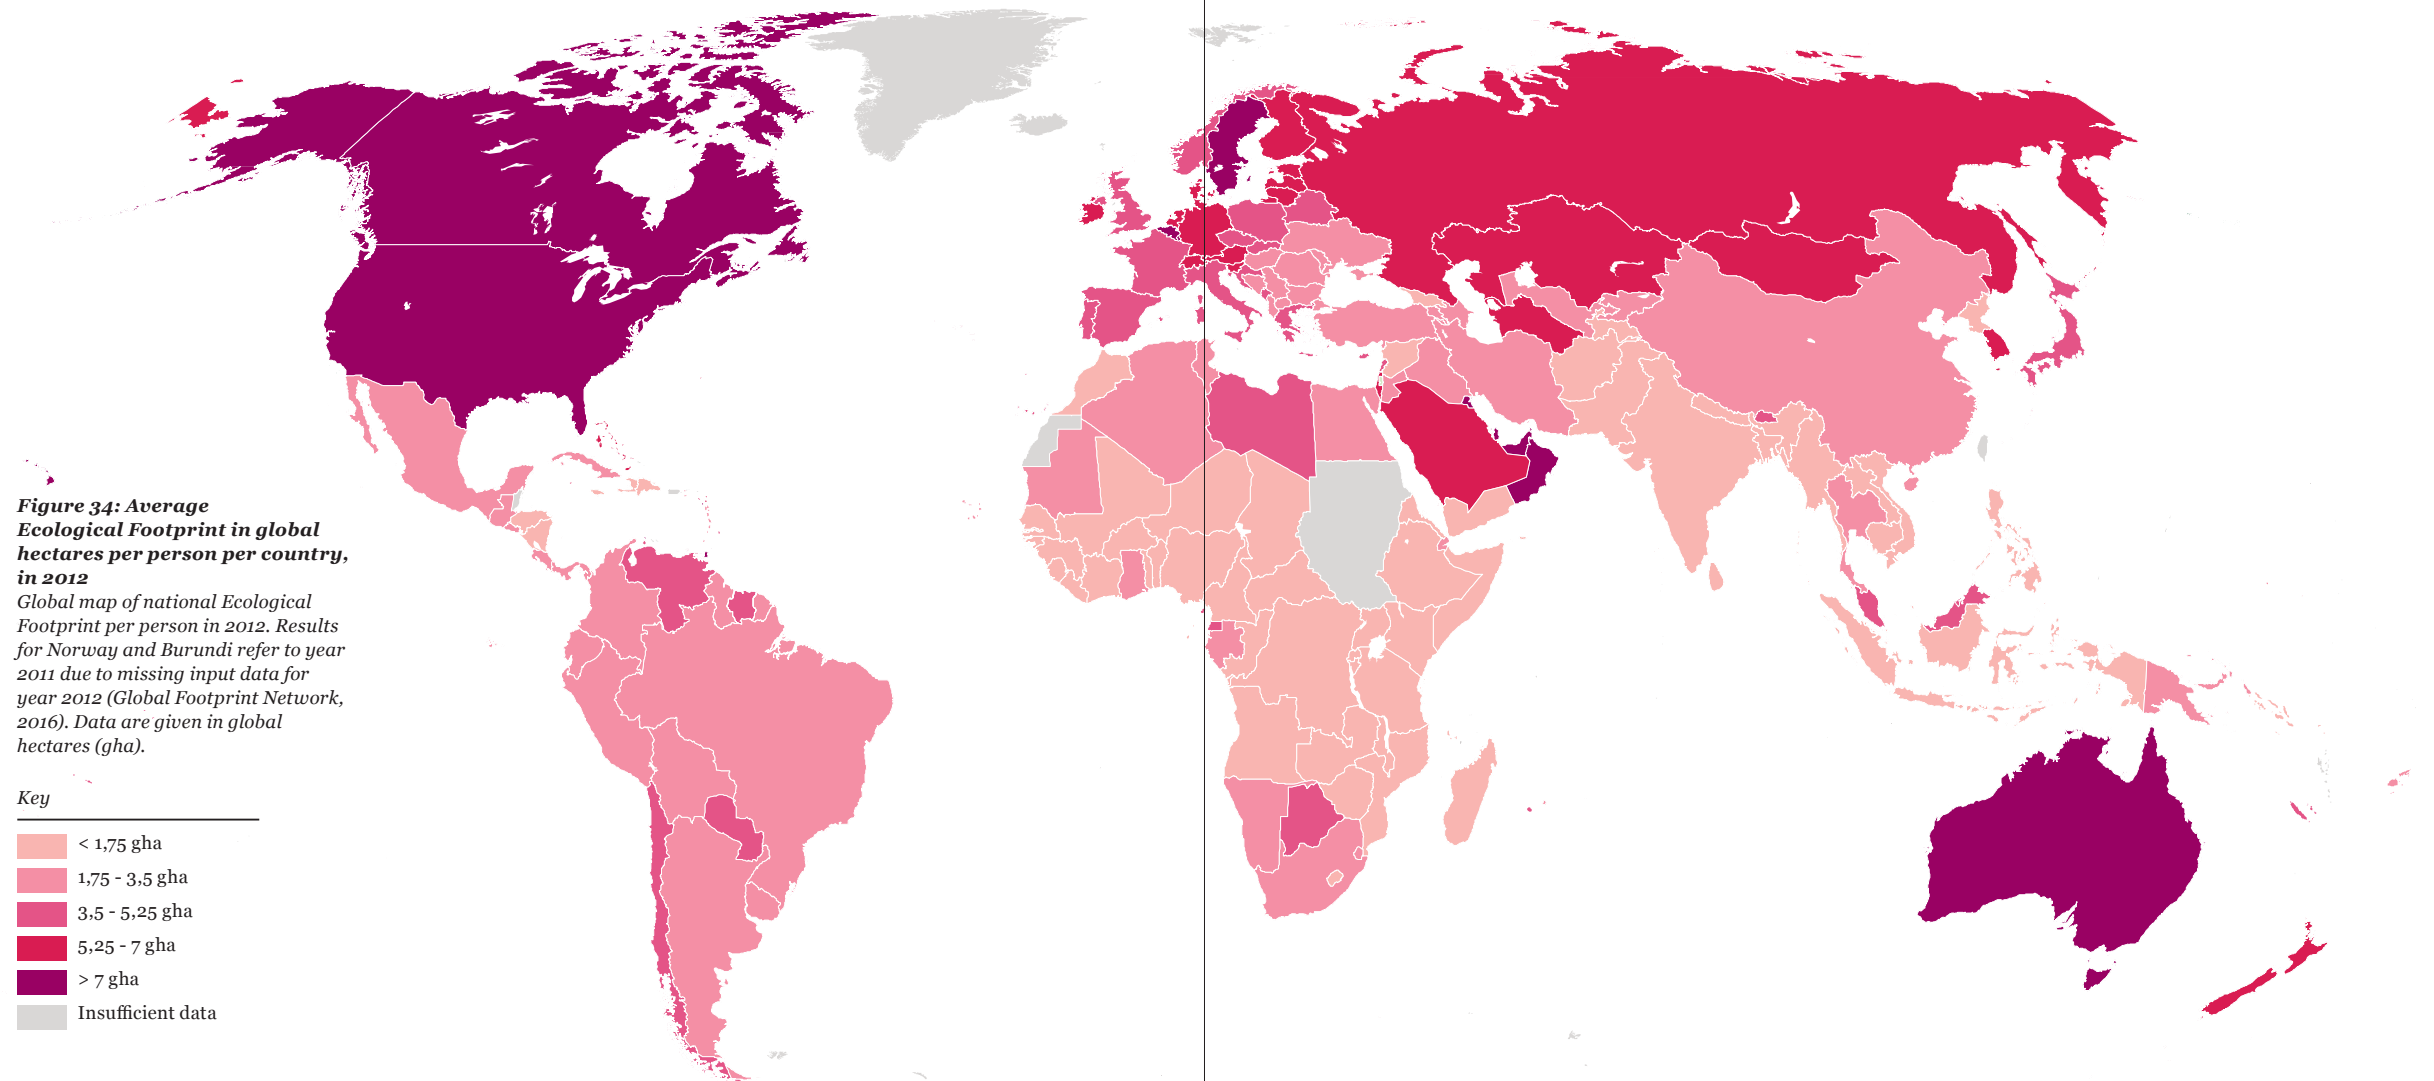 Figure 34: Average
Ecological Footprint in global
hectares per person per country,
in 2012
Global map of national Ecological
Footprint per person in 2012. Results
for Norway and Burundi refer to year
2011 due to missing input data for
year 2012 (Global Footprint Network,
2016). Data are given in global
hectares (gha).
Key
< 1,75 gha
1,75 - 3,5 gha
3,5 - 5,25 gha
5,25 - 7 gha
> 7 gha
Insufficient data